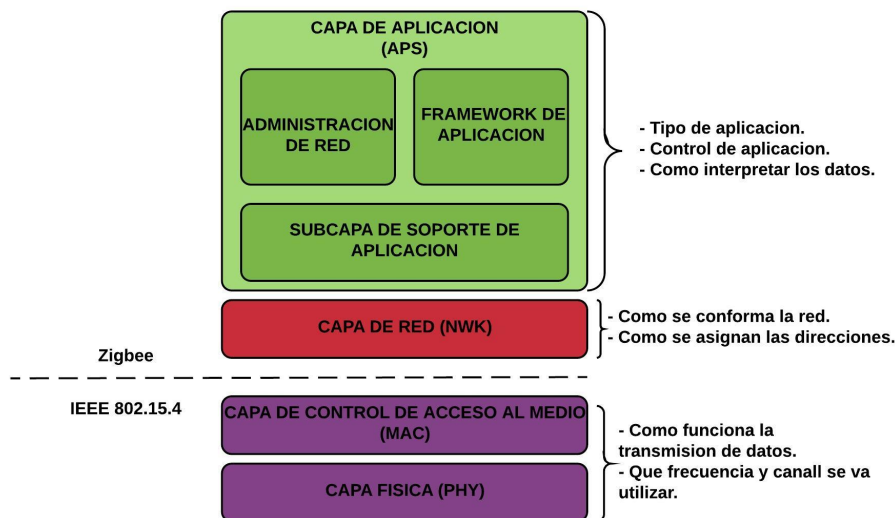 CAPA DE APLICACION
(APS)
ADMINISTRACION
DE RED
FRAMEWORK DE
APLICACION
SUBCAPA DE SOPORTE DE
APLICACION
- Tipo de aplicacion.
- Control de aplicacion.
- Como interpretar los datos.
CAPA DE RED (NWK)
- Como se conforma la red.
- Como se asignan las direcciones.
Zigbee
IEEE 802.15.4
CAPA DE CONTROL DE ACCESO AL MEDIO
(MAC)
CAPA FISICA (PHY)
- Como funciona la
transmision de datos.
- Que frecuencia y canall se va
utilizar.